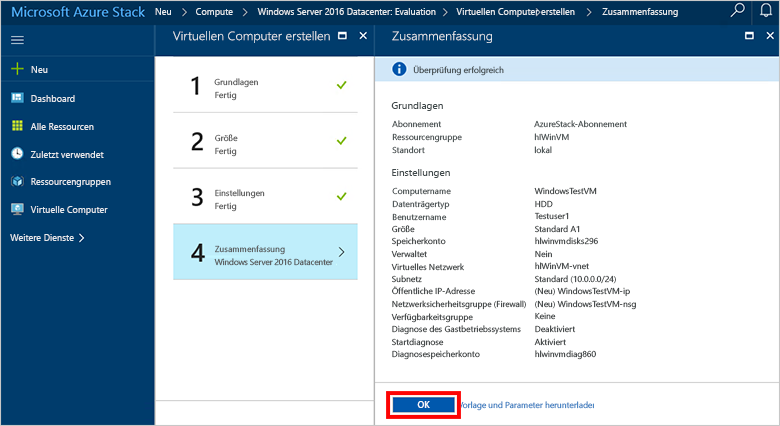 Microsoft Azure Stack
Neu > Compute > Windows Server 2016 Datacenter: Evaluation > Virtuellen Computer erstellen > Zusammenfassung
Neu
Dashboard
Alle Ressourcen
Zuletzt verwendet
Ressourcengruppen
Virtuelle Computer
Weitere Dienste >
Virtuellen Computer erstellen
1 Grundlagen
Fertig
2 Größe
Fertig
3 Einstellungen
Fertig
4 Zusammenfassung
Windows Server 2016 Datacenter
Zusammenfassung
Überprüfung erfolgreich
Grundlagen
Abonnement AzureStack-Abonnement
Ressourcengruppe hlWinVM
Standort lokal
Einstellungen
Computername WindowsTestVM
Datenträgertyp HDD
Benutzername Testuser1
Größe Standard A1
Speicherkonto hlwinvmdisks296
Verwaltet Nein
Virtuelles Netzwerk hlWinVM-vnet
Subnetz Standard (10.0.0.0/24)
Öffentliche IP-Adresse (Neu) WindowsTestVM-ip
Netzwerksicherheitsgruppe (Firewall) (Neu) WindowsTestVM-nsg
Verfügbarkeitsgruppe Keine
Diagnose des Gastbetriebssystems Deaktiviert
Startdiagnose Aktiviert
Diagnosespeicherkonto hlwinvmdiag860
OK
Vorlage und Parameter herunterladen